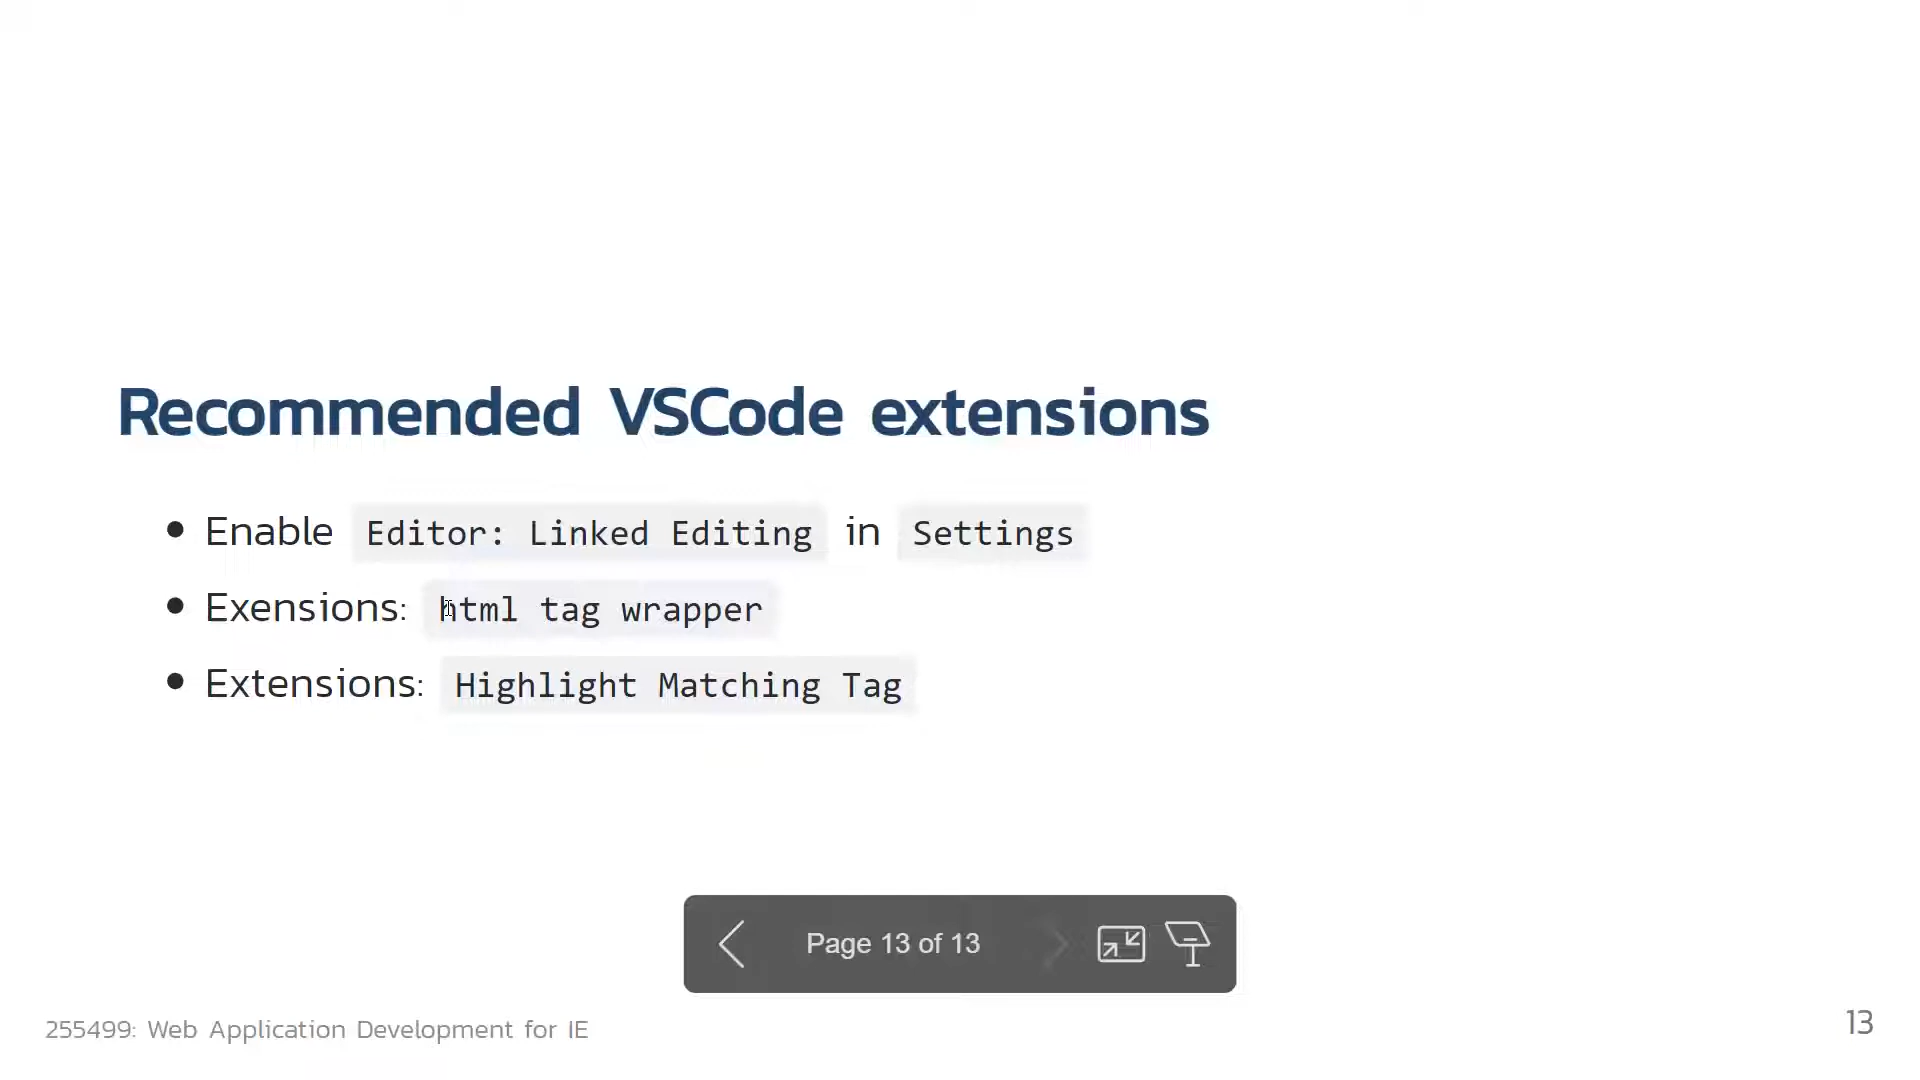 Recommended VSCode extensions
Enable Editor: Linked Editing in Settings
Exensions: html tag wrapper
Extensions: Highlight Matching Tag
Page 13 of 13
255499: Web Application Development for IE
13